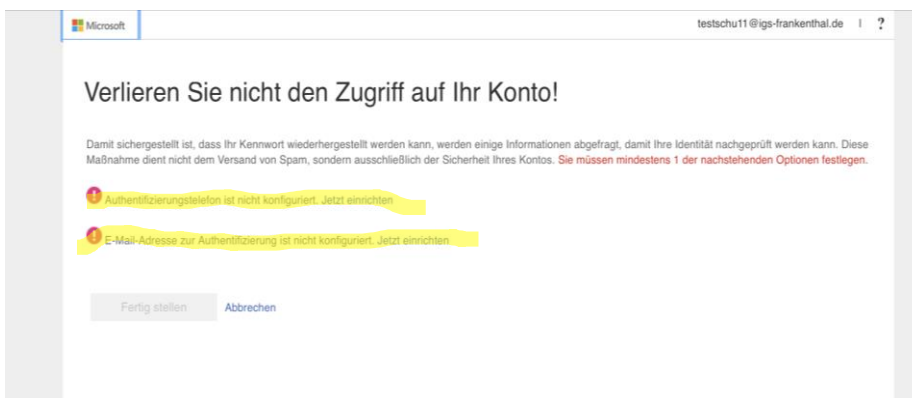 Microsoft
testschu11@igs-frankenthal.de | ?
Verlieren Sie nicht den Zugriff auf Ihr Konto!
Damit sichergestellt ist, dass Ihr Kennwort wiederhergestellt werden kann, werden einige Informationen abgefragt, damit Ihre Identität nachgeprüft werden kann. Diese
Maßnahme dient nicht dem Versand von Spam, sondern ausschließlich der Sicherheit Ihres Kontos. Sie müssen mindestens 1 der nachstehenden Optionen festlegen.
! Authentifizierungstelefon ist nicht konfiguriert. Jetzt einrichten
! E-Mail-Adresse zur Authentifizierung ist nicht konfiguriert. Jetzt einrichten
Fertig stellen Abbrechen